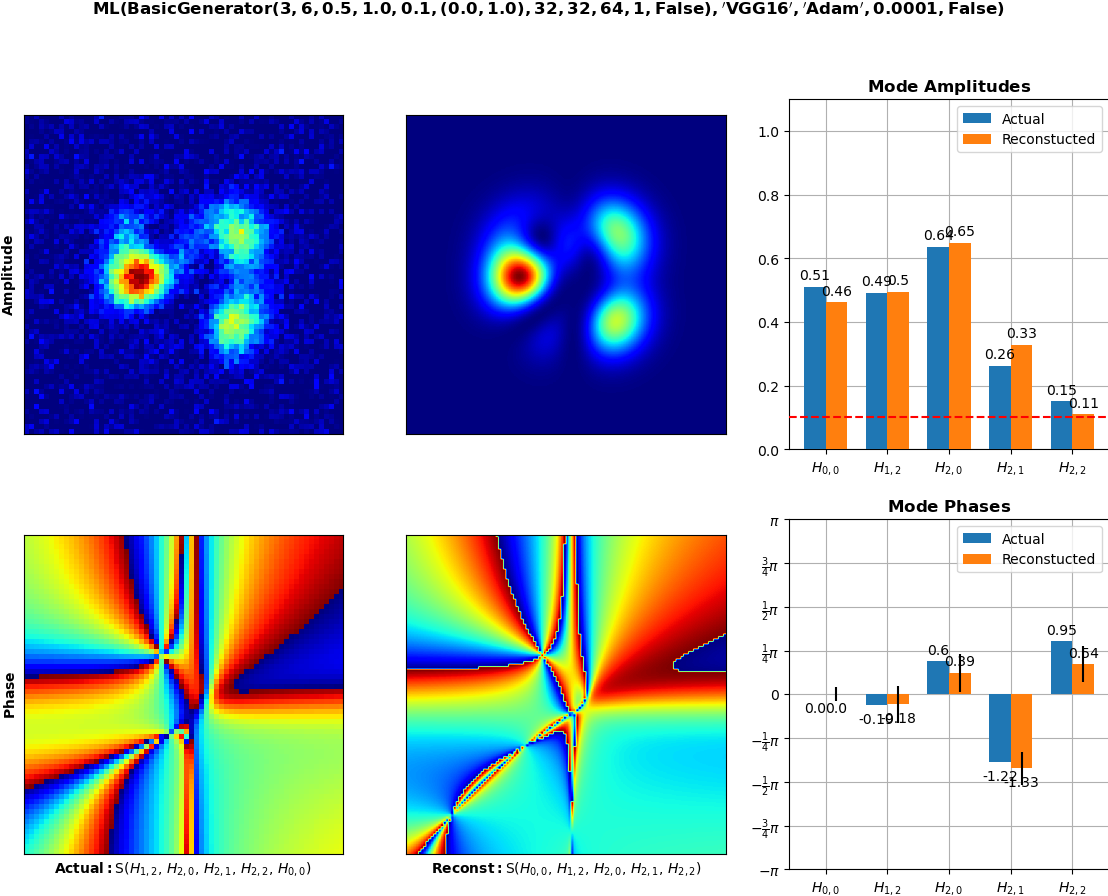 ML(BasicGenerator(3, 6, 0.5, 1.0, 0.1, (0.0, 1.0), 32, 32, 64, 1, False), 'VGG16', 'Adam', 0.0001, False)
Amplitude
Mode Amplitudes
Actual
Reconstucted
1.0
0.8
0.6
0.4
0.2
0.0
0.51
0.46
0.49
0.5
0.64
0.65
0.26
0.33
0.15
0.11
H0,0
H1,2
H2,0
H2,1
H2,2
Phase
Actual: S(H1,2, H2,0, H2,1, H2,2, H0,0)
Reconst: S(H0,0, H1,2, H2,0, H2,1, H2,2)
Mode Phases
Actual
Reconstucted
π
3/4π
1/2π
1/4π
0
−1/4π
−1/2π
−3/4π
−π
0.0
0.0
-0.19
-0.18
0.6
0.39
-1.22
-1.33
0.95
0.54
H0,0
H1,2
H2,0
H2,1
H2,2